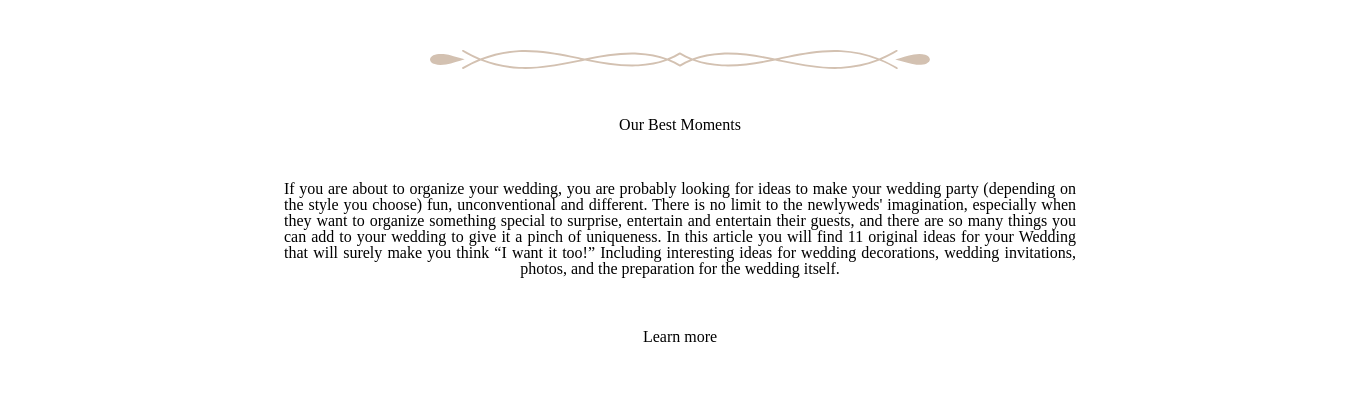 Our Best Moments
If you are about to organize your wedding, you are probably looking for ideas to make your wedding party (depending on
the style you choose) fun, unconventional and different. There is no limit to the newlyweds' imagination, especially when
they want to organize something special to surprise, entertain and entertain their guests, and there are so many things you
can add to your wedding to give it a pinch of uniqueness. In this article you will find 11 original ideas for your Wedding
that will surely make you think “I want it too!” Including interesting ideas for wedding decorations, wedding invitations,
photos, and the preparation for the wedding itself.
Learn more